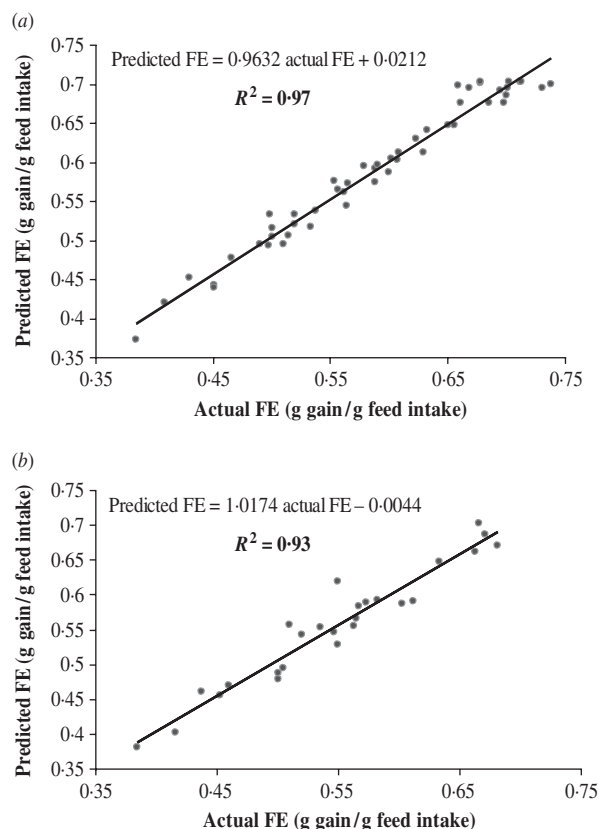 (a)
0·75
0·7
0·65
0·6
0·55
0·5
0·45
0·4
0·35
Predicted FE (g gain/g feed intake)
Predicted FE = 0·9632 actual FE + 0·0212
R² = 0·97
0·35 0·45 0·55 0·65 0·75
Actual FE (g gain/g feed intake)
(b)
0·75
0·7
0·65
0·6
0·55
0·5
0·45
0·4
0·35
Predicted FE (g gain/g feed intake)
Predicted FE = 1·0174 actual FE – 0·0044
R² = 0·93
0·35 0·45 0·55 0·65 0·75
Actual FE (g gain/g feed intake)